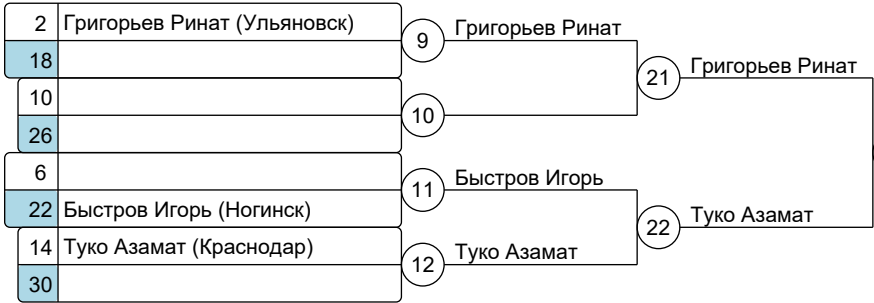 2 Григорьев Ринат (Ульяновск)
18
10
26
6
22 Быстров Игорь (Ногинск)
14 Туко Азамат (Краснодар)
30
9 Григорьев Ринат
10
11 Быстров Игорь
12 Туко Азамат
21 Григорьев Ринат
22 Туко Азамат